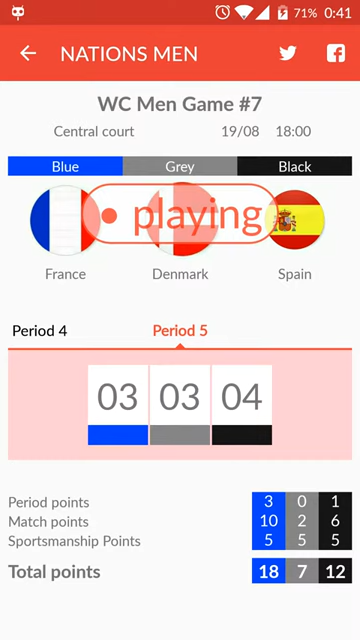 71% 0:41
NATIONS MEN
WC Men Game #7
Central court 19/08 18:00
Blue Grey Black
playing
France Denmark Spain
Period 4 Period 5
03 03 04
Period points 3 0 1
Match points 10 2 6
Sportsmanship Points 5 5 5
Total points 18 7 12